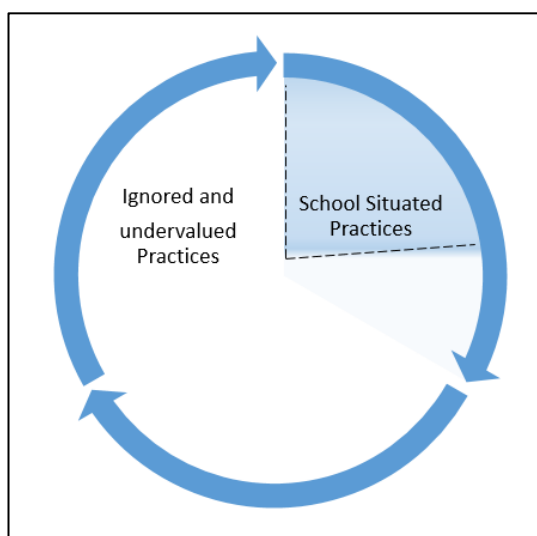 Ignored and
undervalued
Practices
School Situated
Practices